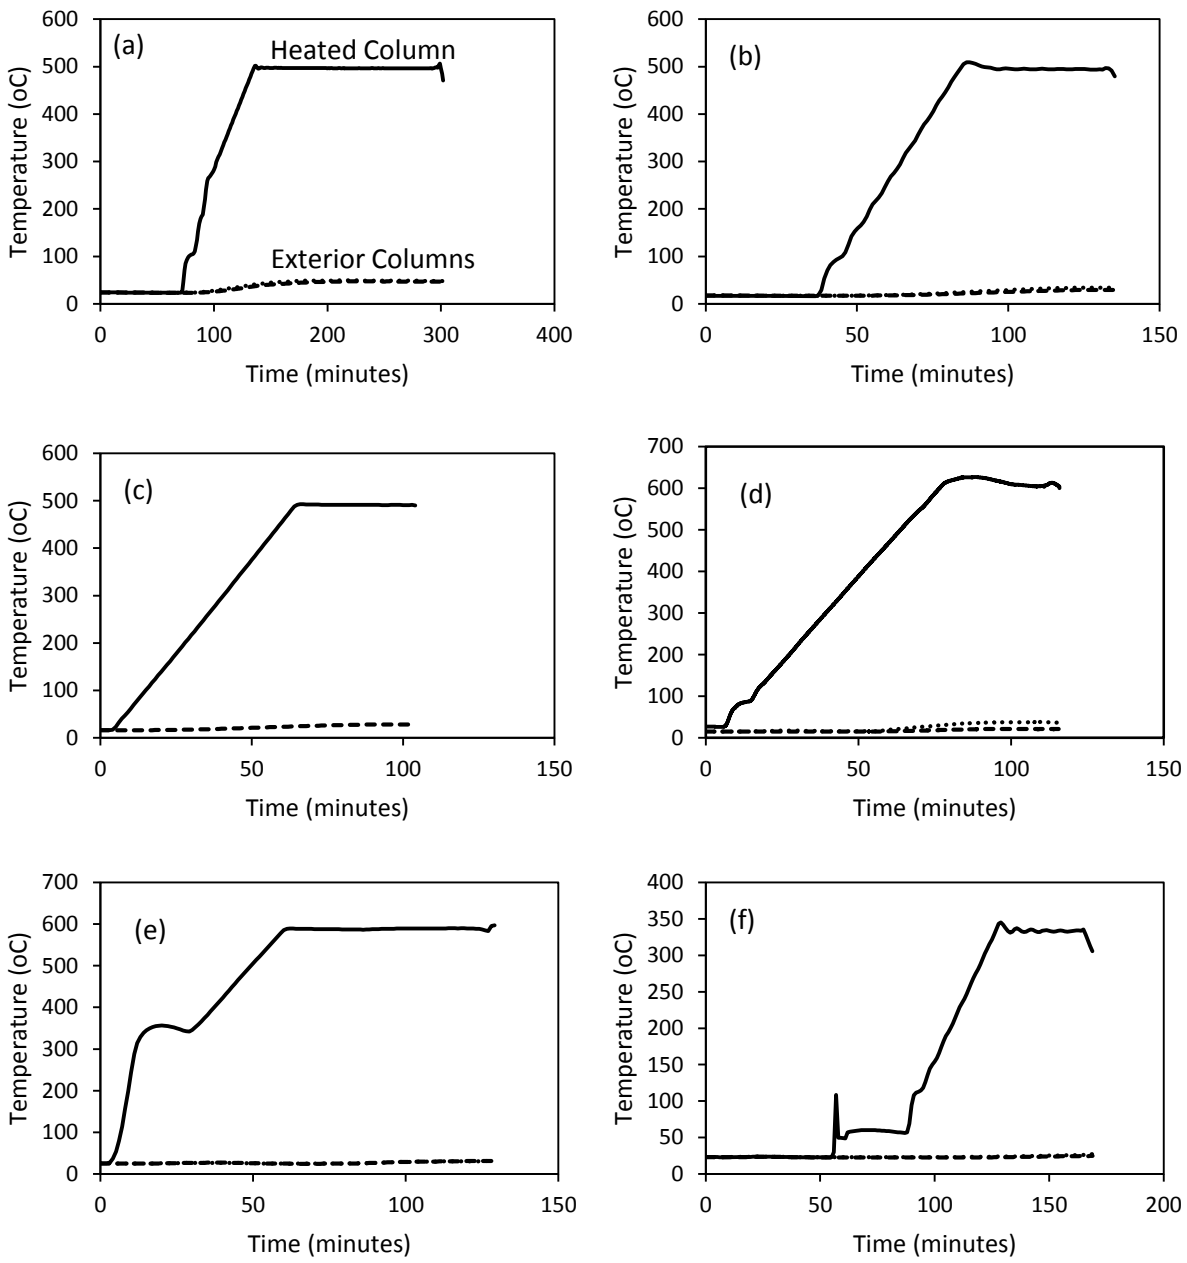 (a)
Heated Column
Exterior Columns
600
500
400
300
200
100
0
0 100 200 300 400
Temperature (oC)
Time (minutes)
(b)
600
500
400
300
200
100
0
0 50 100 150
Temperature (oC)
Time (minutes)
(c)
600
500
400
300
200
100
0
0 50 100 150
Temperature (oC)
Time (minutes)
(d)
700
600
500
400
300
200
100
0
0 50 100 150
Temperature (oC)
Time (minutes)
(e)
700
600
500
400
300
200
100
0
0 50 100 150
Temperature (oC)
Time (minutes)
(f)
400
350
300
250
200
150
100
50
0
0 50 100 150 200
Temperature (oC)
Time (minutes)